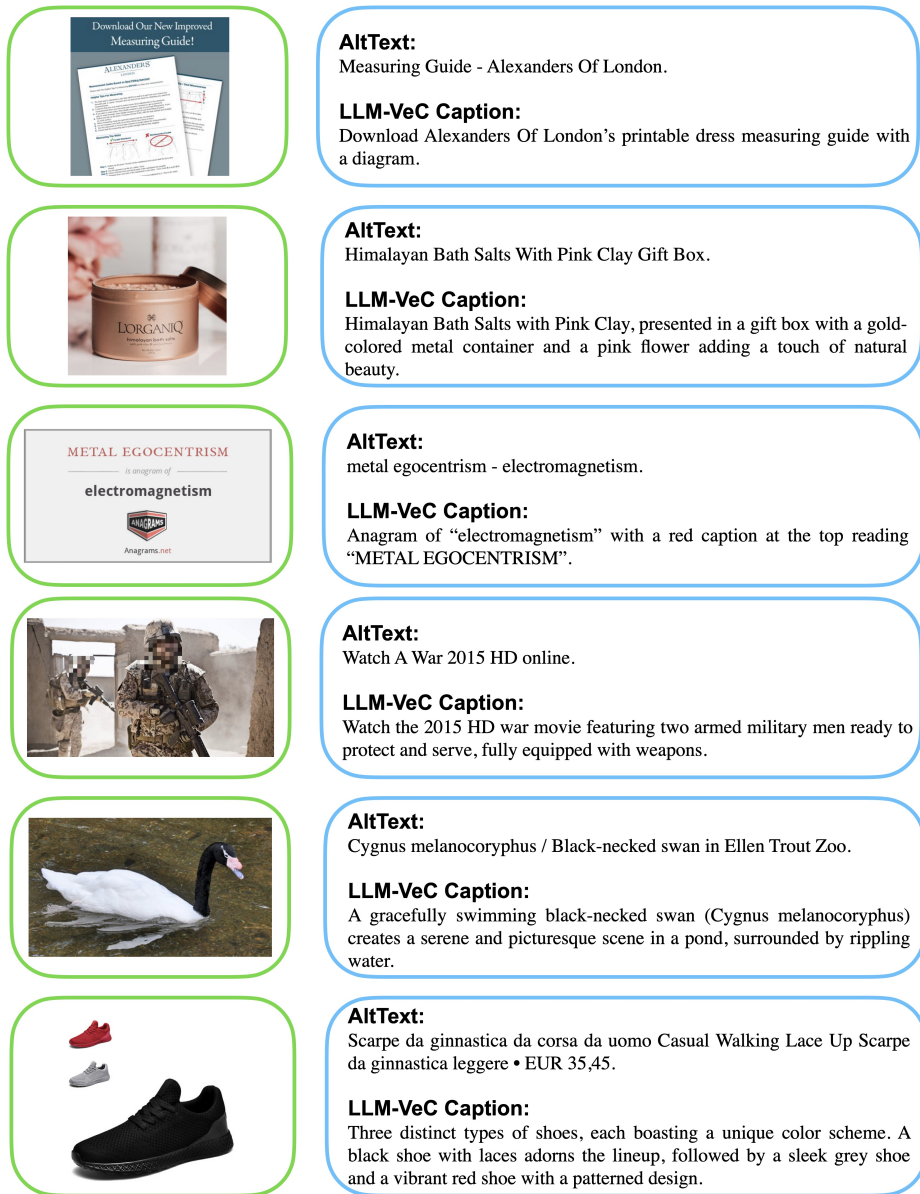 Download Our New Improved
Measuring Guide!
ALEXANDERS
AltText:
Measuring Guide - Alexanders Of London.
LLM-VeC Caption:
Download Alexanders Of London's printable dress measuring guide with
a diagram.
L'ORGANIQ
himalayan bath salts
AltText:
Himalayan Bath Salts With Pink Clay Gift Box.
LLM-VeC Caption:
Himalayan Bath Salts with Pink Clay, presented in a gift box with a gold-
colored metal container and a pink flower adding a touch of natural
beauty.
METAL EGOCENTRISM
is anagram of
electromagnetism
ANAGRAMS
Anagrams.net
AltText:
metal egocentrism - electromagnetism.
LLM-VeC Caption:
Anagram of “electromagnetism” with a red caption at the top reading
“METAL EGOCENTRISM”.
AltText:
Watch A War 2015 HD online.
LLM-VeC Caption:
Watch the 2015 HD war movie featuring two armed military men ready to
protect and serve, fully equipped with weapons.
AltText:
Cygnus melanocoryphus / Black-necked swan in Ellen Trout Zoo.
LLM-VeC Caption:
A gracefully swimming black-necked swan (Cygnus melanocoryphus)
creates a serene and picturesque scene in a pond, surrounded by rippling
water.
AltText:
Scarpe da ginnastica da corsa da uomo Casual Walking Lace Up Scarpe
da ginnastica leggere • EUR 35,45.
LLM-VeC Caption:
Three distinct types of shoes, each boasting a unique color scheme. A
black shoe with laces adorns the lineup, followed by a sleek grey shoe
and a vibrant red shoe with a patterned design.